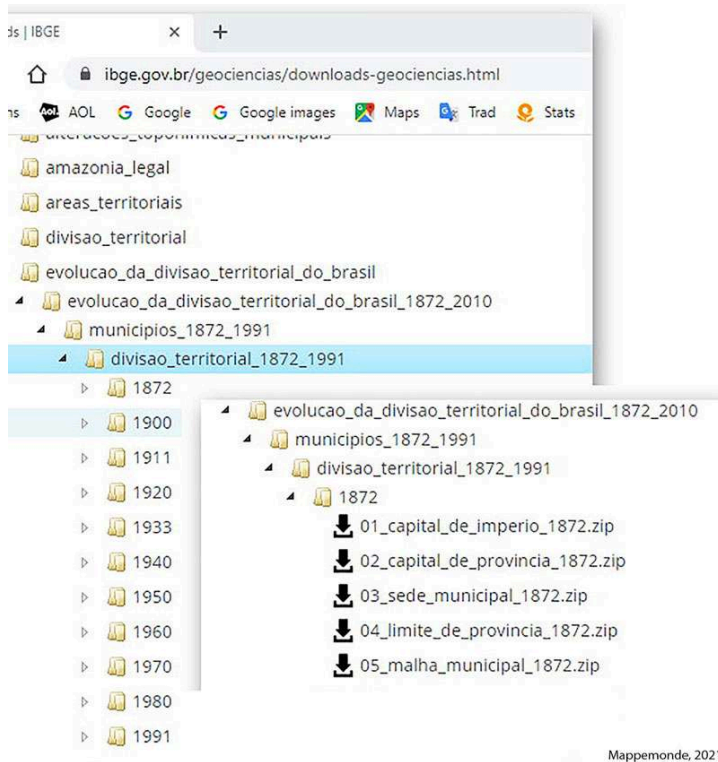 ds | IBGE
ibge.gov.br/geociencias/downloads-geociencias.html
ns AOL Google Google images Maps Trad Stats
alteracoes_toponimicas_municipais
amazonia_legal
areas_territoriais
divisao_territorial
evolucao_da_divisao_territorial_do_brasil
evolucao_da_divisao_territorial_do_brasil_1872_2010
municipios_1872_1991
divisao_territorial_1872_1991
1872
1900
1911
1920
1933
1940
1950
1960
1970
1980
1991
evolucao_da_divisao_territorial_do_brasil_1872_2010
municipios_1872_1991
divisao_territorial_1872_1991
1872
01_capital_de_imperio_1872.zip
02_capital_de_provincia_1872.zip
03_sede_municipal_1872.zip
04_limite_de_provincia_1872.zip
05_malha_municipal_1872.zip
Mappemonde, 2021